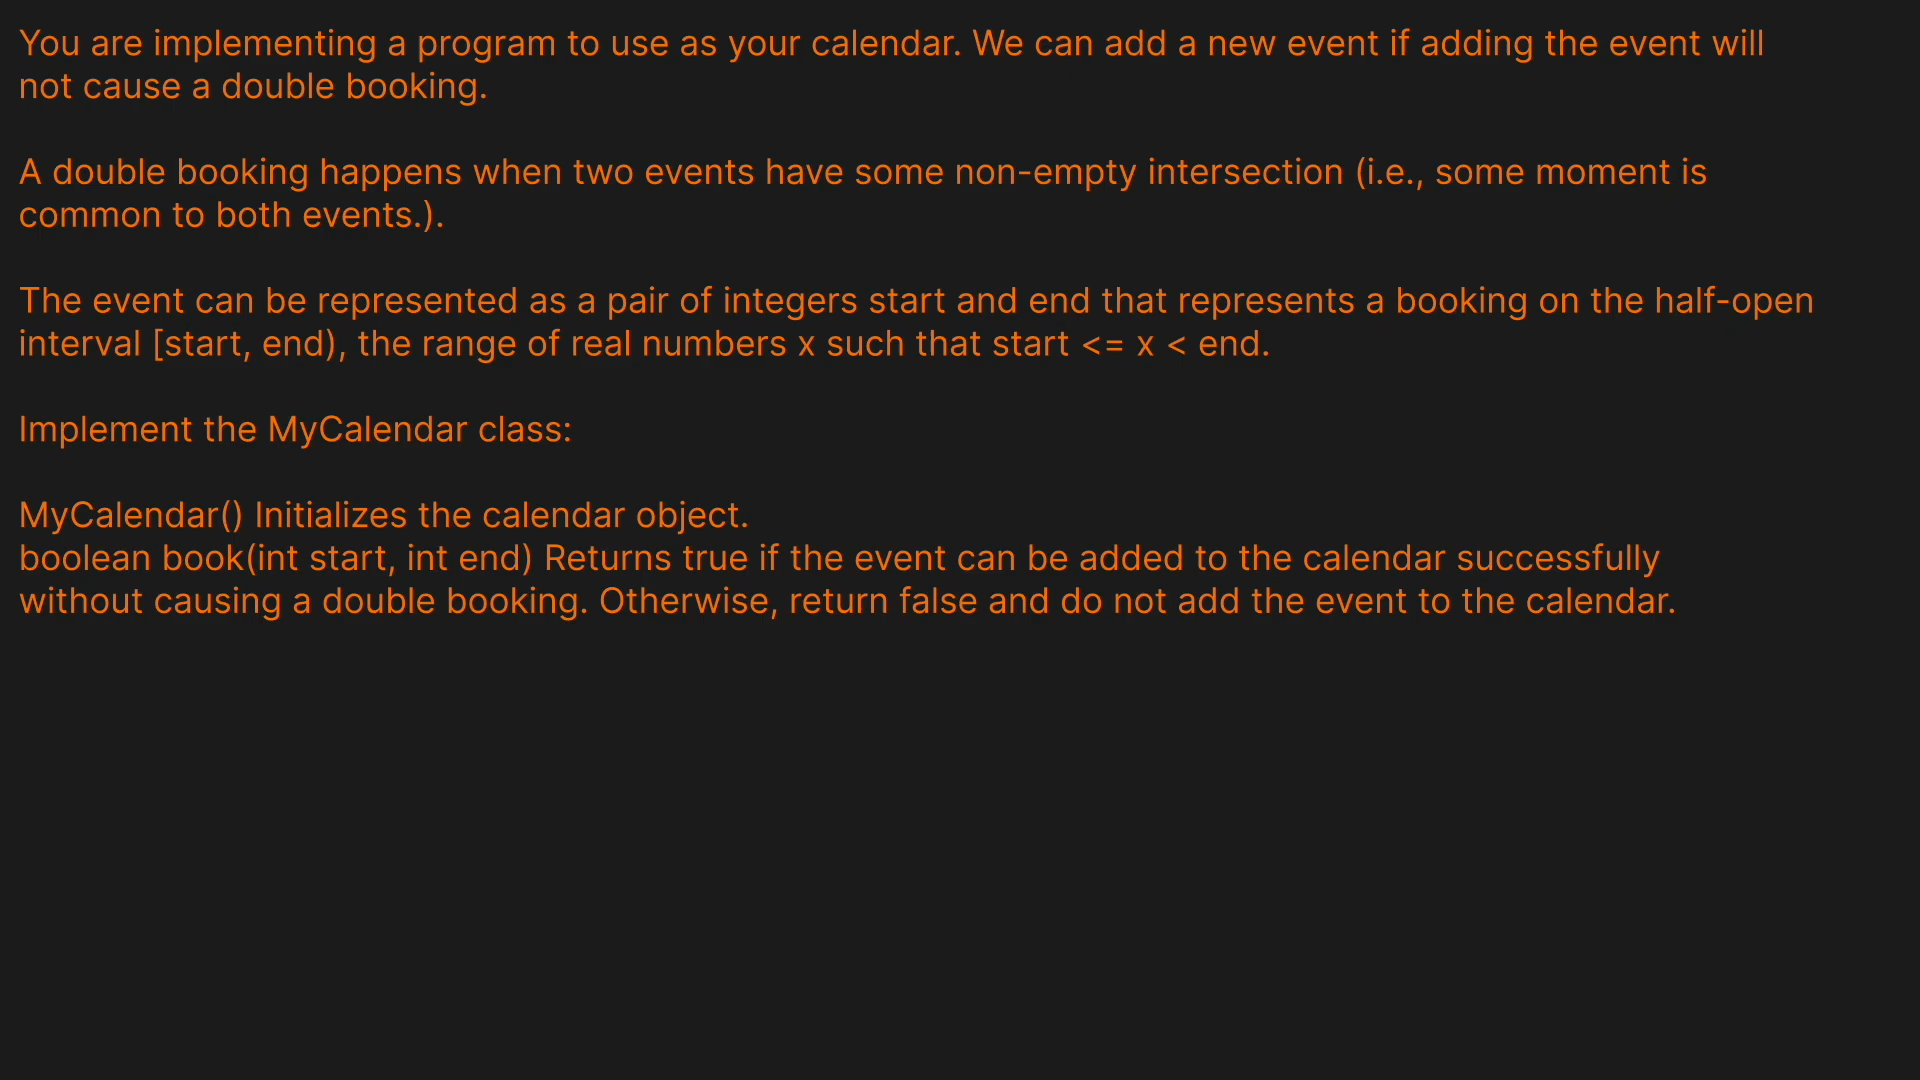 You are implementing a program to use as your calendar. We can add a new event if adding the event will
not cause a double booking.
A double booking happens when two events have some non-empty intersection (i.e., some moment is
common to both events.).
The event can be represented as a pair of integers start and end that represents a booking on the half-open
interval [start, end), the range of real numbers x such that start <= x < end.
Implement the MyCalendar class:
MyCalendar() Initializes the calendar object.
boolean book(int start, int end) Returns true if the event can be added to the calendar successfully
without causing a double booking. Otherwise, return false and do not add the event to the calendar.